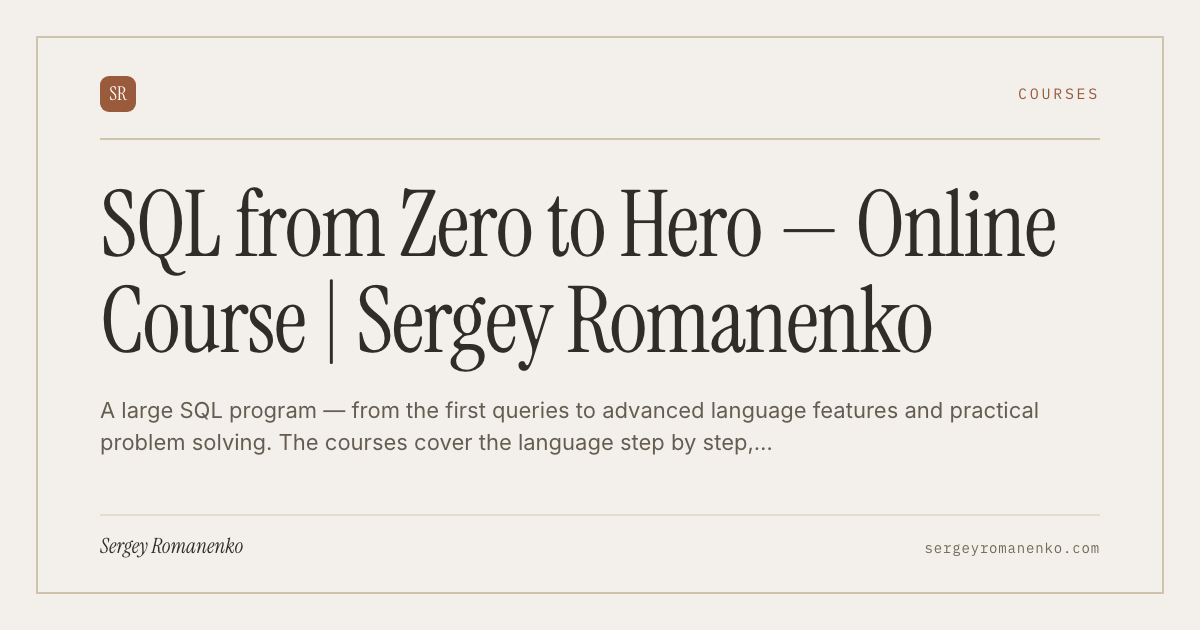 SR
COURSES
SQL from Zero to Hero — Online
Course | Sergey Romanenko
A large SQL program — from the first queries to advanced language features and practical
problem solving. The courses cover the language step by step,...
Sergey Romanenko
sergeyromanenko.com